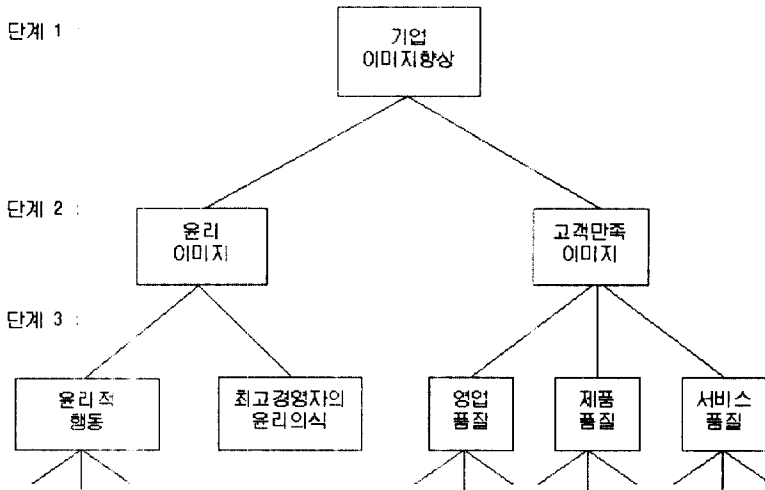 단계 1 :
기업
이미지향상
단계 2 :
윤리
이미지
고객만족
이미지
단계 3 :
윤리적
행동
최고경영자의
윤리의식
영업
품질
제품
품질
서비스
품질